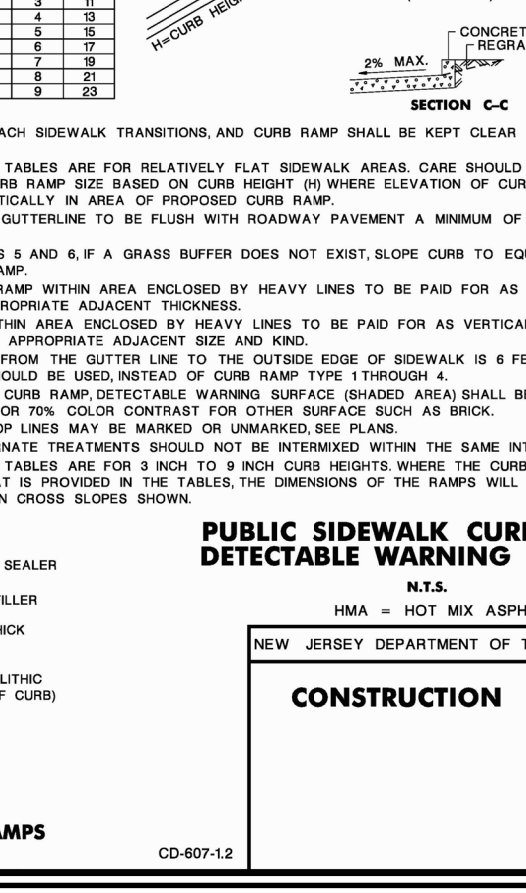 3 11
4 13
5 15
6 17
7 19
8 21
9 23
H=CURB HEIG
CONCRET
REGRA
2% MAX.
SECTION C–C
ACH SIDEWALK TRANSITIONS, AND CURB RAMP SHALL BE KEPT CLEAR
TABLES ARE FOR RELATIVELY FLAT SIDEWALK AREAS. CARE SHOULD
RB RAMP SIZE BASED ON CURB HEIGHT (H) WHERE ELEVATION OF CUR
TICALLY IN AREA OF PROPOSED CURB RAMP.
GUTTERLINE TO BE FLUSH WITH ROADWAY PAVEMENT A MINIMUM OF
S 5 AND 6, IF A GRASS BUFFER DOES NOT EXIST, SLOPE CURB TO EQU
AMP.
RAMP WITHIN AREA ENCLOSED BY HEAVY LINES TO BE PAID FOR AS
ROPRIATE ADJACENT THICKNESS.
THIN AREA ENCLOSED BY HEAVY LINES TO BE PAID FOR AS VERTICA
APPROPRIATE ADJACENT SIZE AND KIND.
FROM THE GUTTER LINE TO THE OUTSIDE EDGE OF SIDEWALK IS 6 FE
OULD BE USED, INSTEAD OF CURB RAMP TYPE 1 THROUGH 4.
CURB RAMP, DETECTABLE WARNING SURFACE (SHADED AREA) SHALL BE
OR 70% COLOR CONTRAST FOR OTHER SURFACE SUCH AS BRICK.
OP LINES MAY BE MARKED OR UNMARKED, SEE PLANS.
RNATE TREATMENTS SHOULD NOT BE INTERMIXED WITHIN THE SAME INT
TABLES ARE FOR 3 INCH TO 9 INCH CURB HEIGHTS. WHERE THE CURB
AT IS PROVIDED IN THE TABLES, THE DIMENSIONS OF THE RAMPS WILL
N CROSS SLOPES SHOWN.
PUBLIC SIDEWALK CURB
DETECTABLE WARNING
N.T.S.
HMA = HOT MIX ASPH
SEALER
FILLER
HICK
LITHIC
F CURB)
NEW JERSEY DEPARTMENT OF T
CONSTRUCTION
AMPS
CD-607-1.2